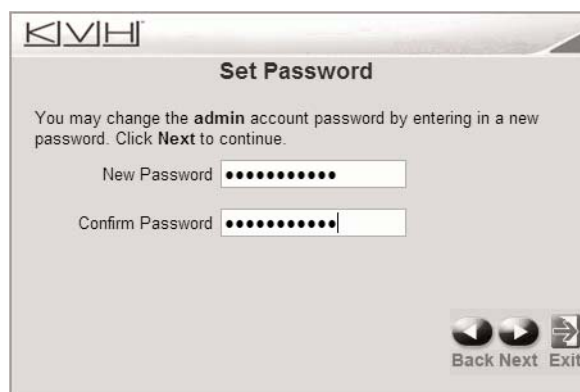 KVH
Set Password
You may change the admin account password by entering in a new
password. Click Next to continue.
New Password ●●●●●●●●●●●
Confirm Password ●●●●●●●●●●●
Back Next Exit